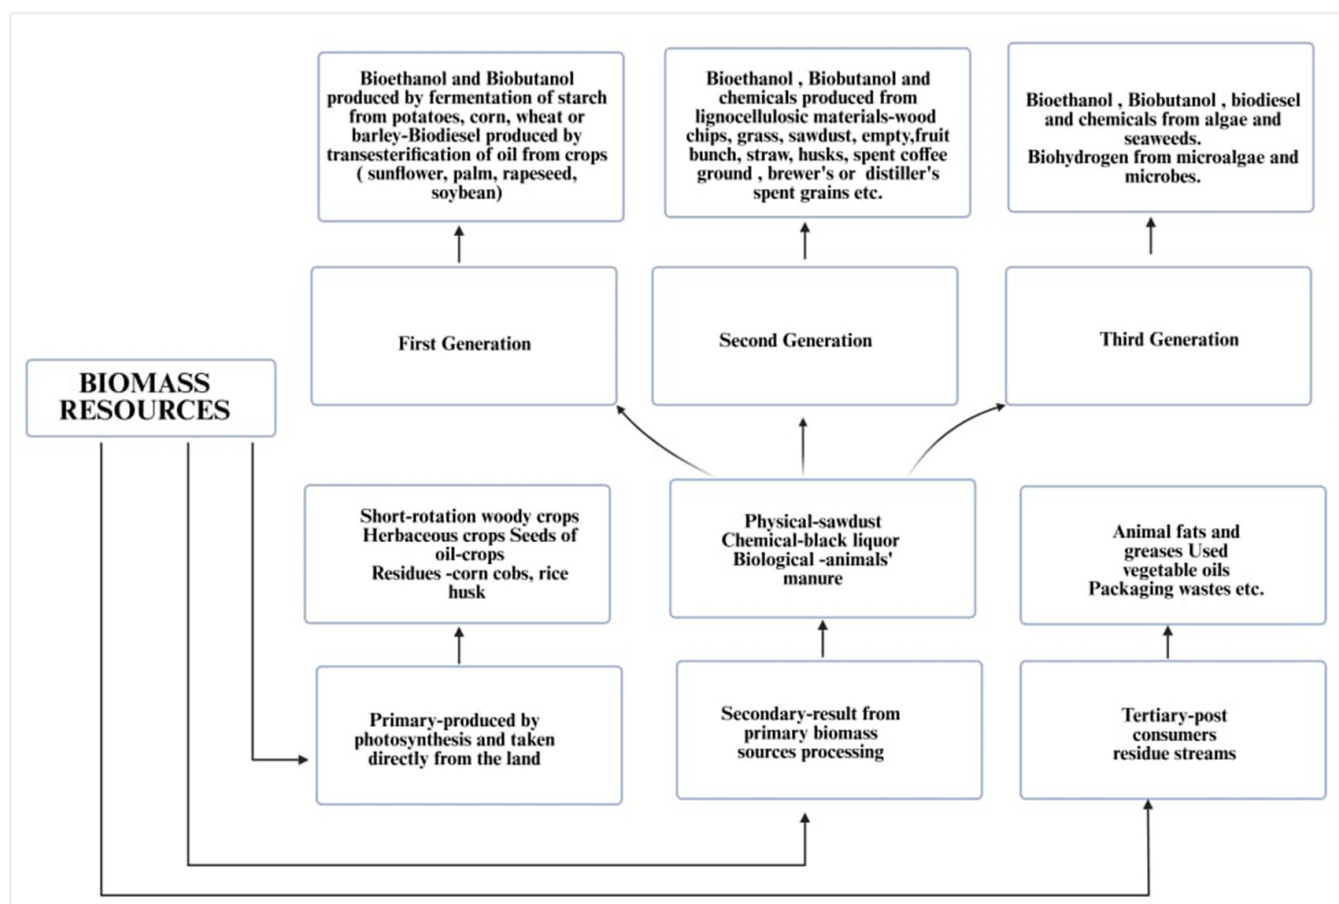 Bioethanol and Biobutanol
produced by fermentation of starch
from potatoes, corn, wheat or
barley-Biodiesel produced by
transesterification of oil from crops
( sunflower, palm, rapeseed,
soybean)
Bioethanol , Biobutanol and
chemicals produced from
lignocellulosic materials-wood
chips, grass, sawdust, empty,fruit
bunch, straw, husks, spent coffee
ground , brewer's or distiller's
spent grains etc.
Bioethanol , Biobutanol , biodiesel
and chemicals from algae and
seaweeds.
Biohydrogen from microalgae and
microbes.
First Generation
Second Generation
Third Generation
BIOMASS
RESOURCES
Short-rotation woody crops
Herbaceous crops Seeds of
oil-crops
Residues -corn cobs, rice
husk
Physical-sawdust
Chemical-black liquor
Biological -animals'
manure
Animal fats and
greases Used
vegetable oils
Packaging wastes etc.
Primary-produced by
photosynthesis and taken
directly from the land
Secondary-result from
primary biomass
sources processing
Tertiary-post
consumers
residue streams